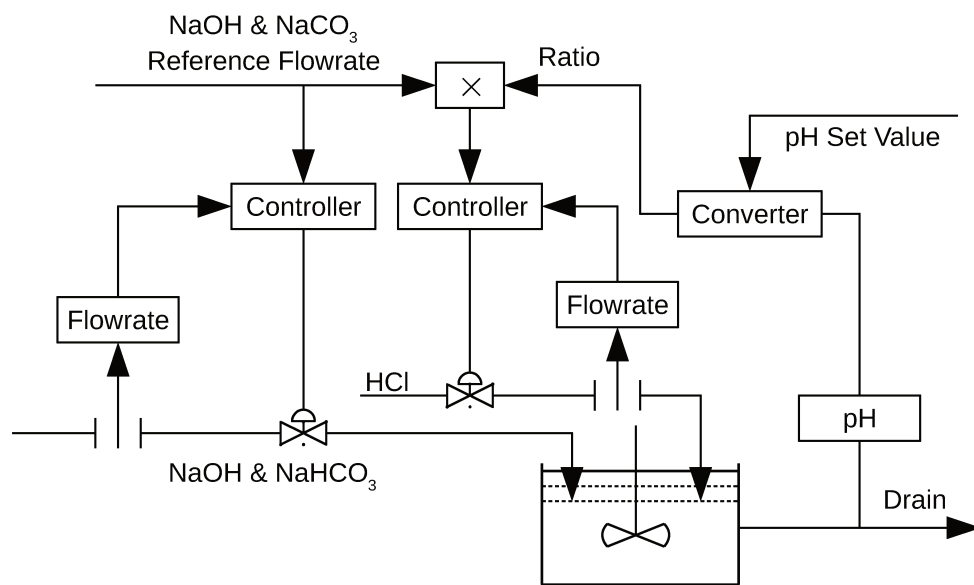 NaOH & NaCO3
Reference Flowrate
Ratio
×
pH Set Value
Controller
Controller
Converter
Flowrate
Flowrate
HCl
pH
NaOH & NaHCO3
Drain